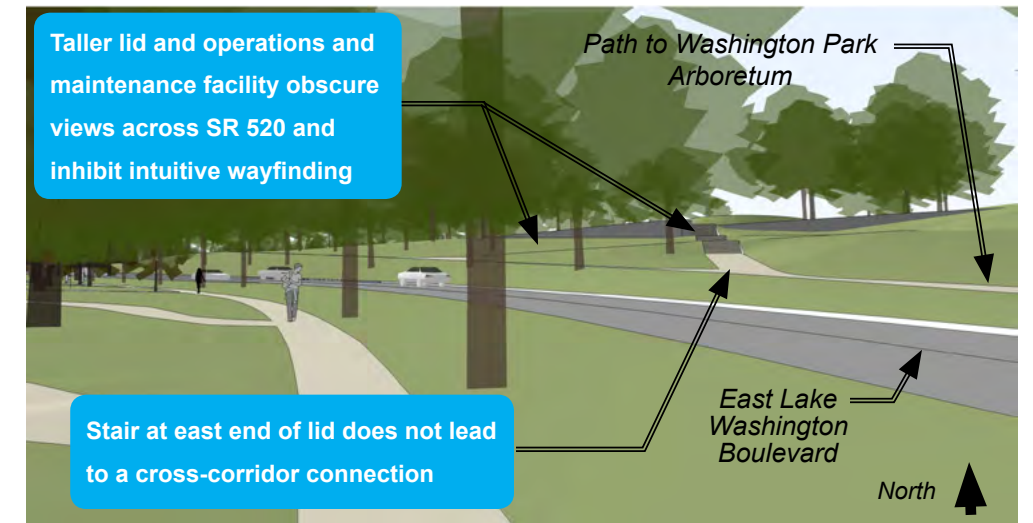 Taller lid and operations and
maintenance facility obscure
views across SR 520 and
inhibit intuitive wayfinding
Path to Washington Park
Arboretum
Stair at east end of lid does not lead
to a cross-corridor connection
East Lake
Washington
Boulevard
North